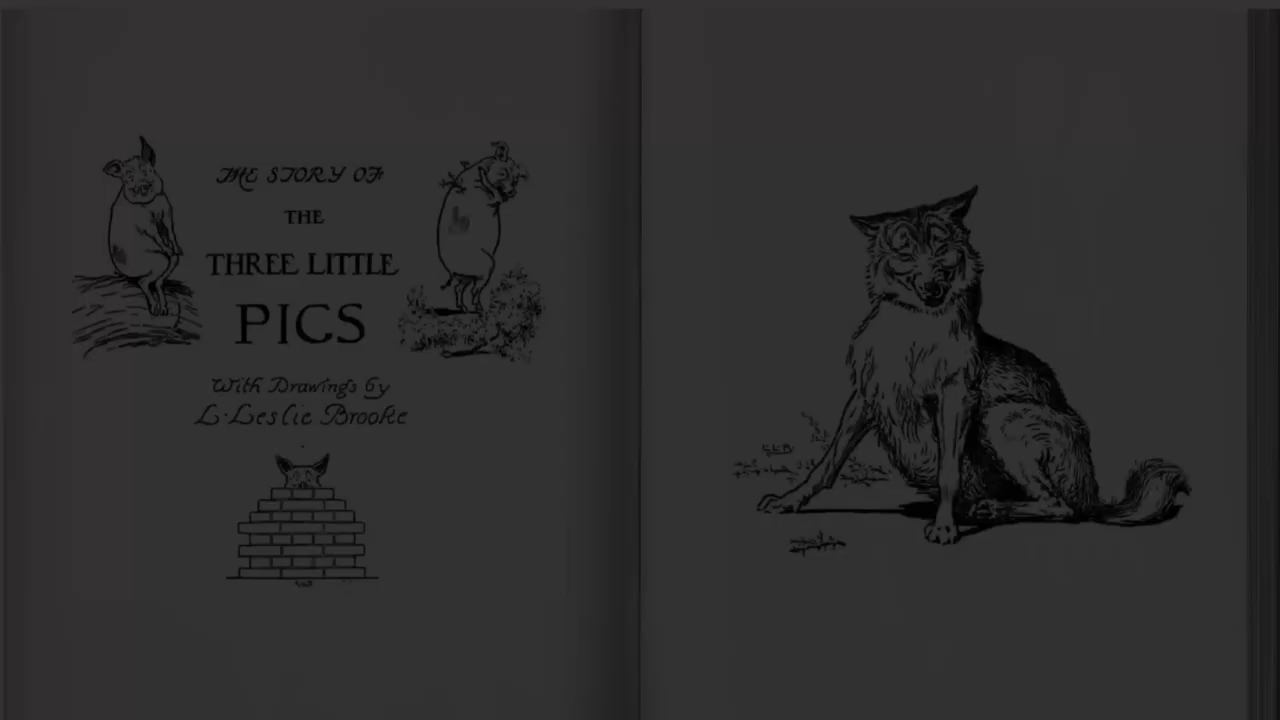 THE STORY OF
THE
THREE LITTLE
PIGS
With Drawings by
L. Leslie Brooke